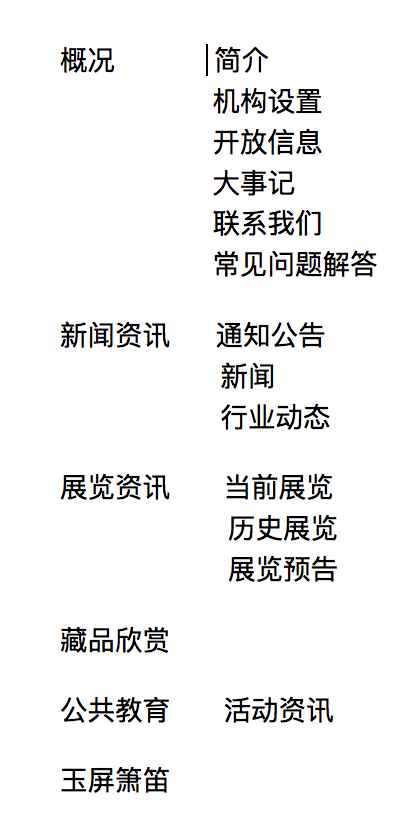 概况 简介
机构设置
开放信息
大事记
联系我们
常见问题解答
新闻资讯 通知公告
新闻
行业动态
展览资讯 当前展览
历史展览
展览预告
藏品欣赏
公共教育 活动资讯
玉屏箫笛